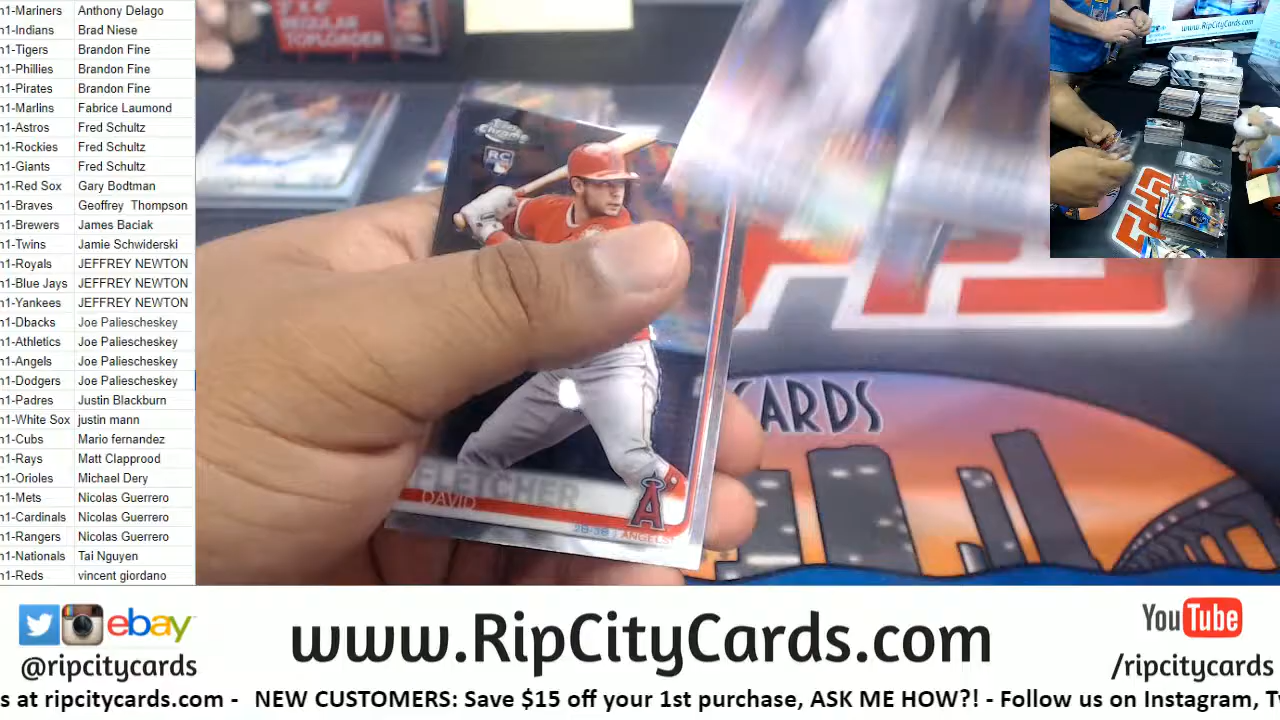 n1-Mariners Anthony Delago
n1-Indians Brad Niese
n1-Tigers Brandon Fine
n1-Phillies Brandon Fine
n1-Pirates Brandon Fine
n1-Marlins Fabrice Laumond
n1-Astros Fred Schultz
n1-Rockies Fred Schultz
n1-Giants Fred Schultz
n1-Red Sox Gary Bodtman
n1-Braves Geoffrey Thompson
n1-Brewers James Baciak
n1-Twins Jamie Schwiderski
n1-Royals JEFFREY NEWTON
n1-Blue Jays JEFFREY NEWTON
n1-Yankees JEFFREY NEWTON
n1-Dbacks Joe Paliescheskey
n1-Athletics Joe Paliescheskey
n1-Angels Joe Paliescheskey
n1-Dodgers Joe Paliescheskey
n1-Padres Justin Blackburn
n1-White Sox justin mann
n1-Cubs Mario fernandez
n1-Rays Matt Clapprood
n1-Orioles Michael Dery
n1-Mets Nicolas Guerrero
n1-Cardinals Nicolas Guerrero
n1-Rangers Nicolas Guerrero
n1-Nationals Tai Nguyen
n1-Reds vincent giordano
3" X 4"
REGULAR
TOPLOADER
RC
FLETCHER
DAVID
2B-3B | ANGELS
CARDS
www.RipCityCards.com
ebay
@ripcitycards
www.RipCityCards.com
YouTube
/ripcitycards
s at ripcitycards.com - NEW CUSTOMERS: Save $15 off your 1st purchase, ASK ME HOW?! - Follow us on Instagram, Tw